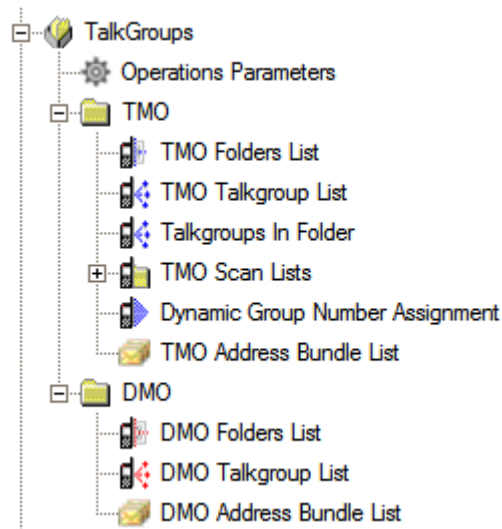 TalkGroups
Operations Parameters
TMO
TMO Folders List
TMO Talkgroup List
Talkgroups In Folder
TMO Scan Lists
Dynamic Group Number Assignment
TMO Address Bundle List
DMO
DMO Folders List
DMO Talkgroup List
DMO Address Bundle List